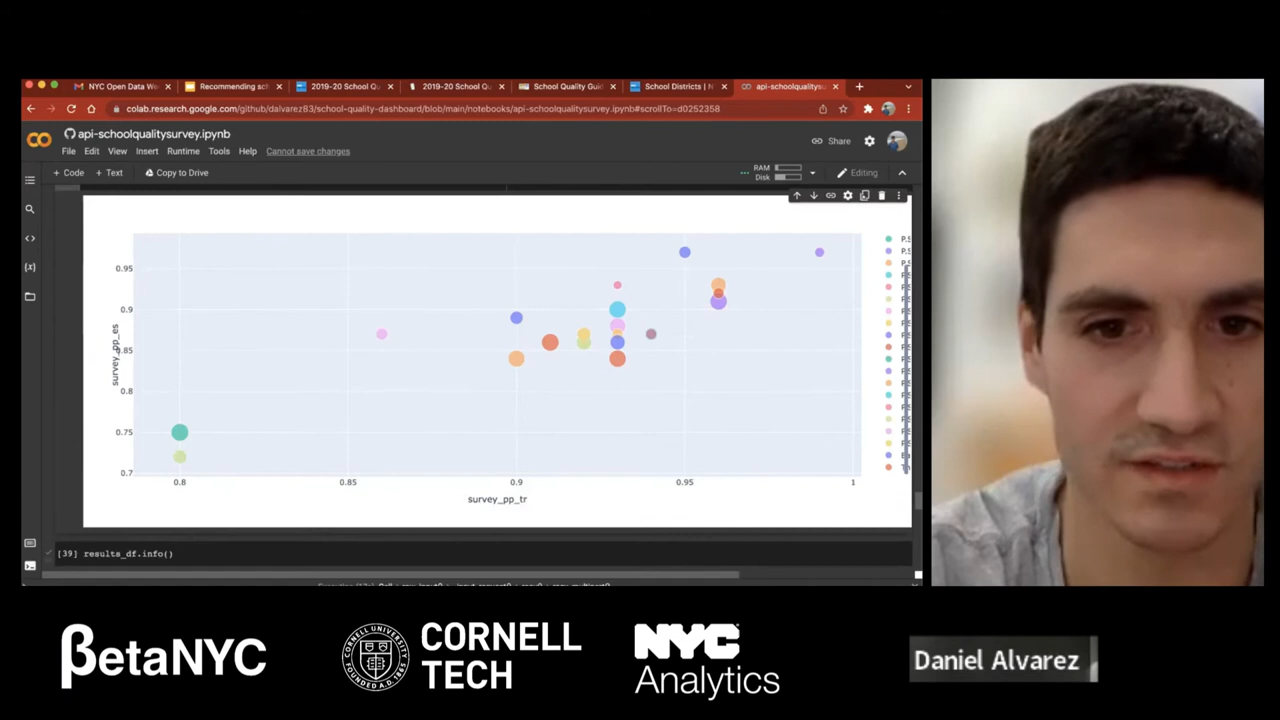 NYC Open Data We
Recommending sch
2019-20 School Qu
2019-20 School Qu
School Quality Guid
School Districts | N
api-schoolqualitysu
colab.research.google.com/github/dalvarez83/school-quality-dashboard/blob/main/notebooks/api-schoolqualitysurvey.ipynb#scrollTo=d0252358
api-schoolqualitysurvey.ipynb
File Edit View Insert Runtime Tools Help Cannot save changes
Share
+ Code + Text Copy to Drive
RAM
Disk
Editing
0.95
0.9
0.85
0.8
0.75
0.7
survey_pp_es
0.8 0.85 0.9 0.95 1
survey_pp_tr
[39] results_df.info()
βetaNYC
CORNELL
TECH
NYC
Analytics
Daniel Alvarez